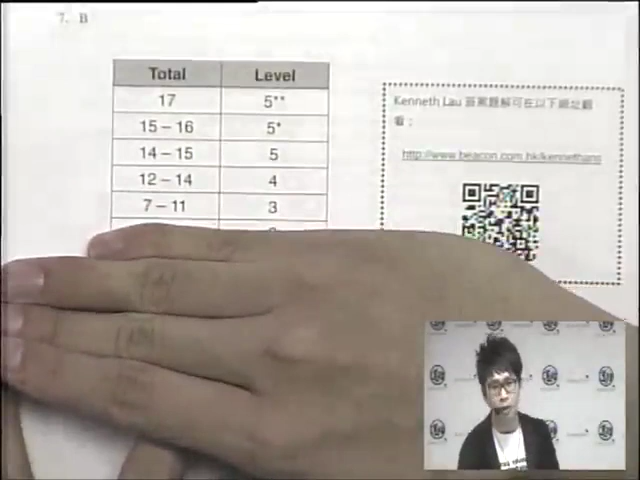 7. B
Total Level
17 5**
15 – 16 5*
14 – 15 5
12 – 14 4
7 – 11 3
Kenneth Lau 答案題解可在以下網址觀
看：
http://www.beacon.com.hk/kennethans